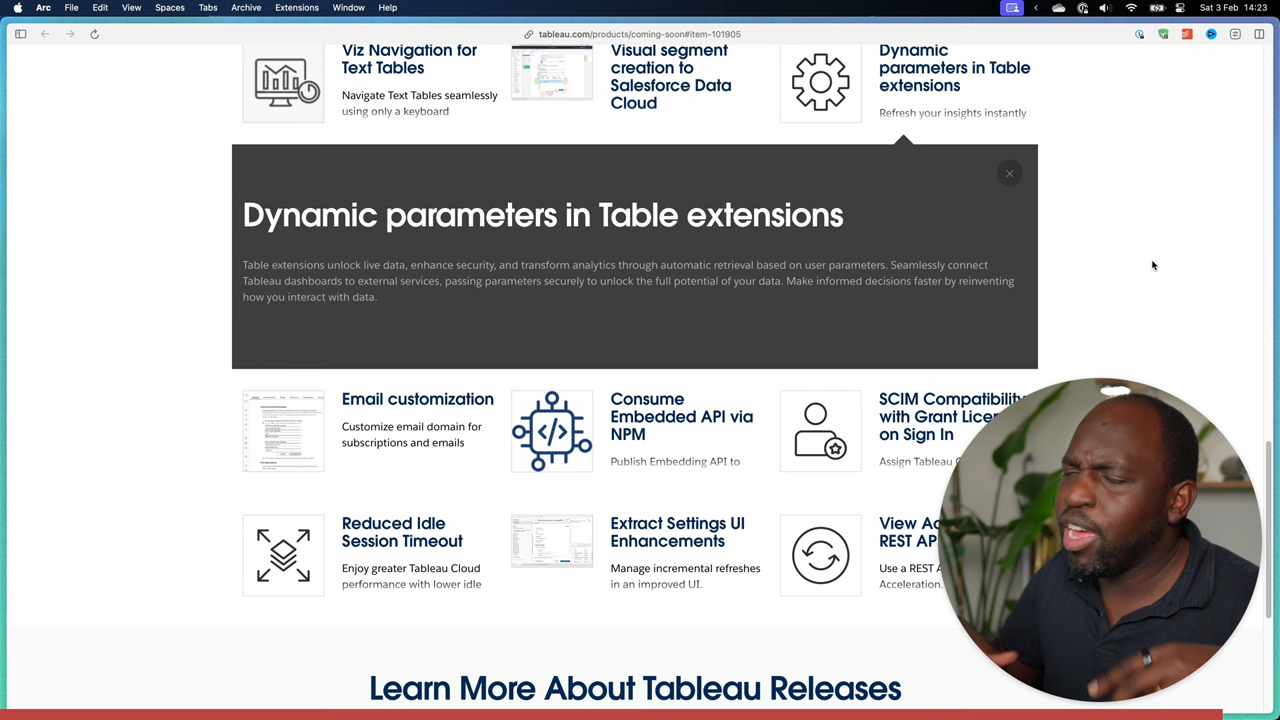 Arc File Edit View Spaces Tabs Archive Extensions Window Help
Sat 3 Feb 14:23
tableau.com/products/coming-soon#item-101905
Viz Navigation for
Text Tables
Navigate Text Tables seamlessly
using only a keyboard
Visual segment
creation to
Salesforce Data
Cloud
Dynamic
parameters in Table
extensions
Refresh your insights instantly
Dynamic parameters in Table extensions
Table extensions unlock live data, enhance security, and transform analytics through automatic retrieval based on user parameters. Seamlessly connect
Tableau dashboards to external services, passing parameters securely to unlock the full potential of your data. Make informed decisions faster by reinventing
how you interact with data.
Email customization
Customize email domain for
subscriptions and emails
Consume
Embedded API via
NPM
Publish Embedding API to
SCIM Compatibility
with Grant
on Sign In
Assign Tableau
Reduced Idle
Session Timeout
Enjoy greater Tableau Cloud
performance with lower idle
Extract Settings UI
Enhancements
Manage incremental refreshes
in an improved UI.
View
REST
Use a REST
Acceleration.
Learn More About Tableau Releases